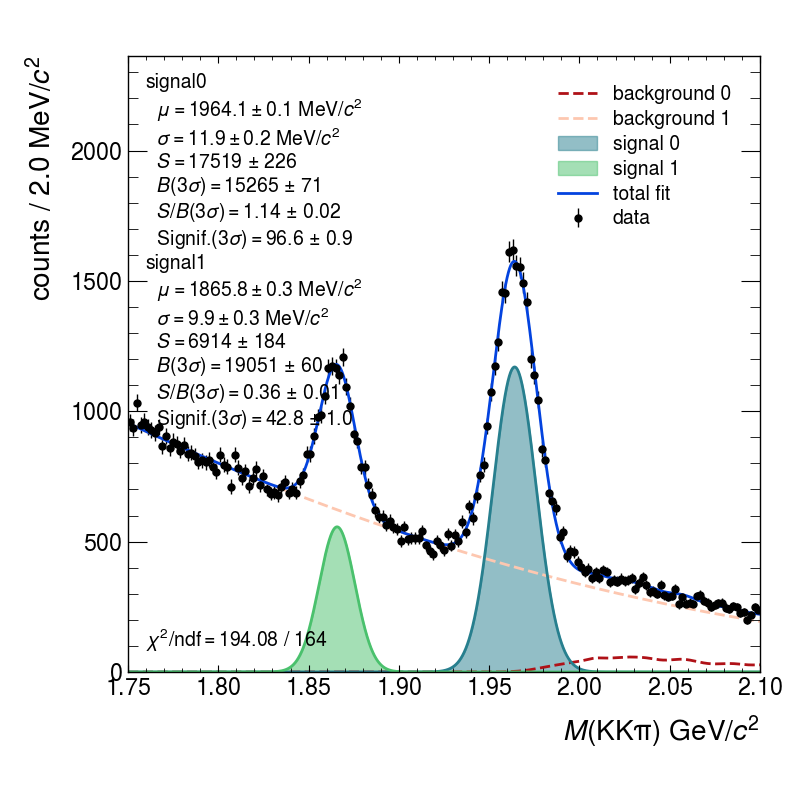 signal0
μ = 1964.1 ± 0.1 MeV/c²
σ = 11.9 ± 0.2 MeV/c²
S = 17519 ± 226
B(3σ) = 15265 ± 71
S/B(3σ) = 1.14 ± 0.02
Signif.(3σ) = 96.6 ± 0.9
signal1
μ = 1865.8 ± 0.3 MeV/c²
σ = 9.9 ± 0.3 MeV/c²
S = 6914 ± 184
B(3σ) = 19051 ± 60
S/B(3σ) = 0.36 ± 0.01
Signif.(3σ) = 42.8 ± 1.0
χ²/ndf = 194.08 / 164
background 0
background 1
signal 0
signal 1
total fit
data
counts / 2.0 MeV/c²
2000
1500
1000
500
0
1.75 1.80 1.85 1.90 1.95 2.00 2.05 2.10
M(KKπ) GeV/c²